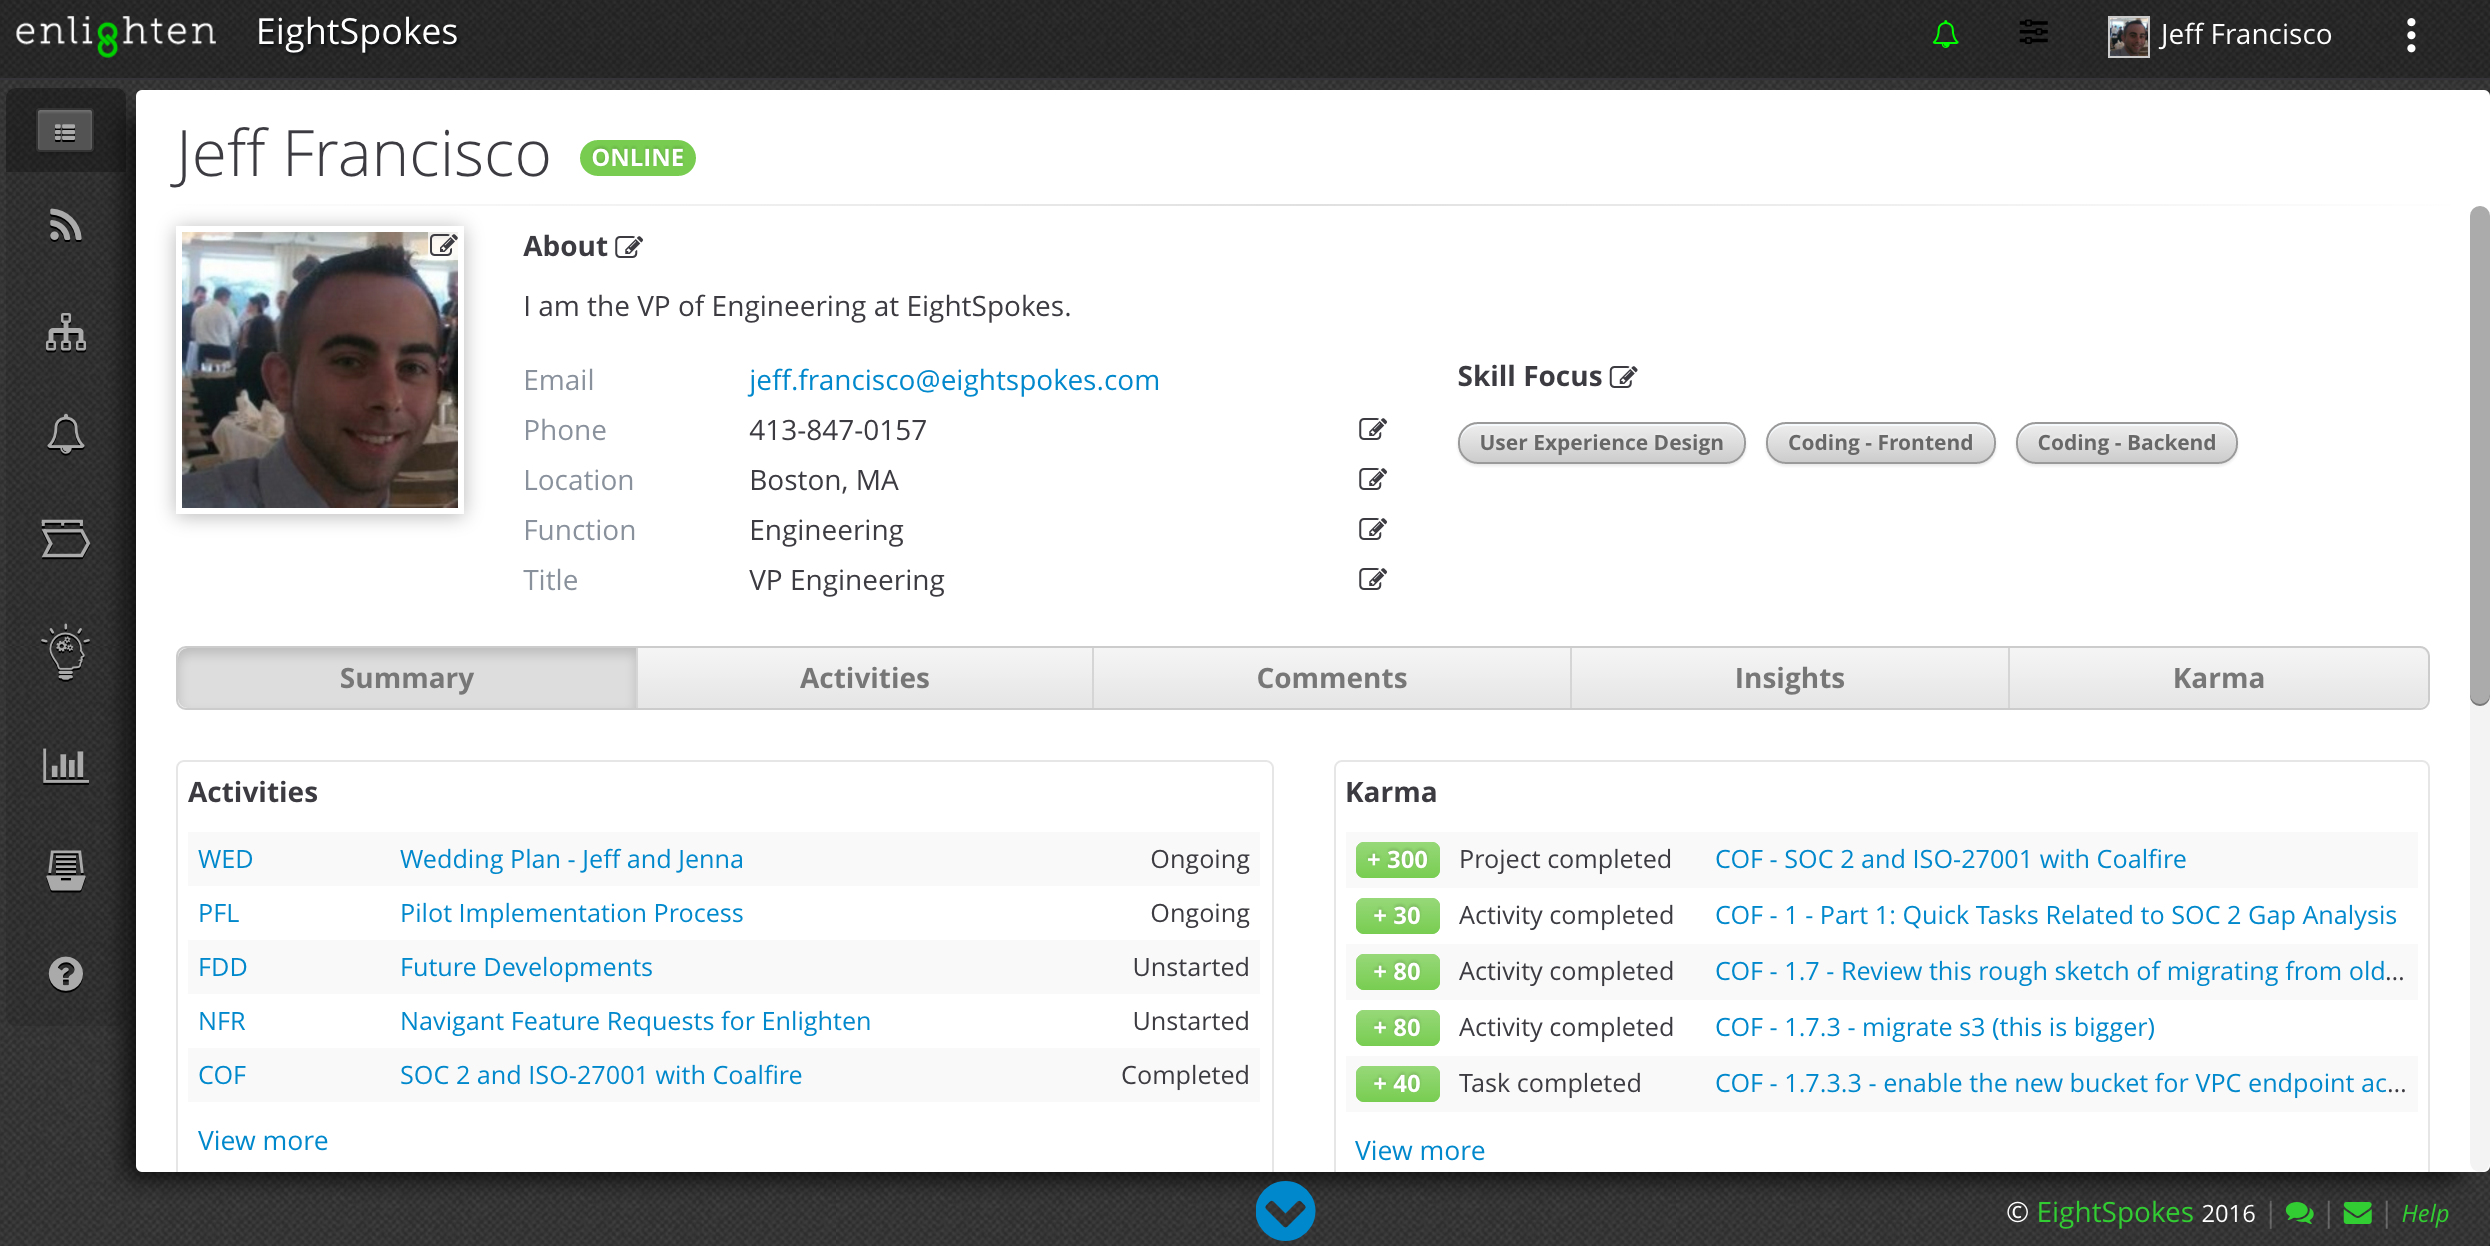 enlighten EightSpokes Jeff Francisco
Jeff Francisco ONLINE
About
I am the VP of Engineering at EightSpokes.
Email jeff.francisco@eightspokes.com
Phone 413-847-0157
Location Boston, MA
Function Engineering
Title VP Engineering
Skill Focus
User Experience Design Coding - Frontend Coding - Backend
Summary Activities Comments Insights Karma
Activities
WED Wedding Plan - Jeff and Jenna Ongoing
PFL Pilot Implementation Process Ongoing
FDD Future Developments Unstarted
NFR Navigant Feature Requests for Enlighten Unstarted
COF SOC 2 and ISO-27001 with Coalfire Completed
View more
Karma
+ 300 Project completed COF - SOC 2 and ISO-27001 with Coalfire
+ 30 Activity completed COF - 1 - Part 1: Quick Tasks Related to SOC 2 Gap Analysis
+ 80 Activity completed COF - 1.7 - Review this rough sketch of migrating from old...
+ 80 Activity completed COF - 1.7.3 - migrate s3 (this is bigger)
+ 40 Task completed COF - 1.7.3.3 - enable the new bucket for VPC endpoint ac...
View more
© EightSpokes 2016 | | | Help